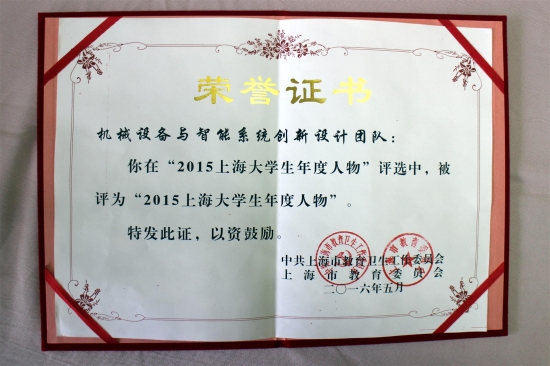 荣誉证书
机械设备与智能系统创新设计团队：
你在“2015上海大学生年度人物”评选中，被
评为“2015上海大学生年度人物”。
特发此证，以资鼓励。
中共上海市教育卫生工作委员会
上海市教育委员会
二〇一六年五月